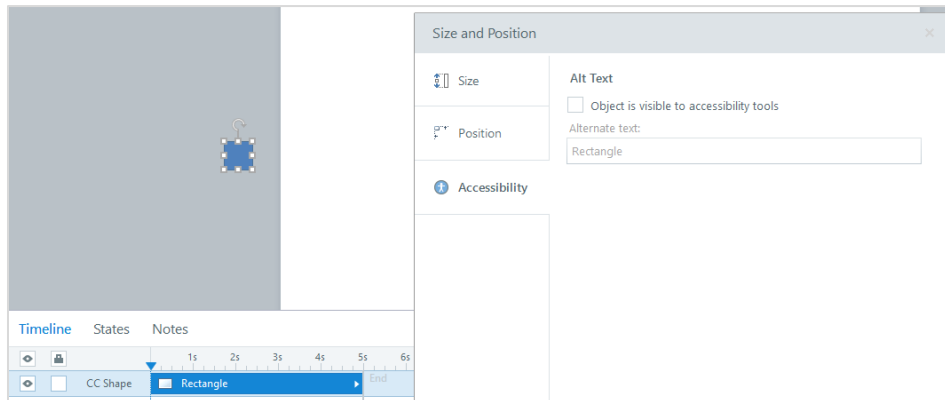 Size and Position
Size
Position
Accessibility
Alt Text
Object is visible to accessibility tools
Alternate text:
Rectangle
Timeline States Notes
1s 2s 3s 4s 5s 6s
CC Shape Rectangle End